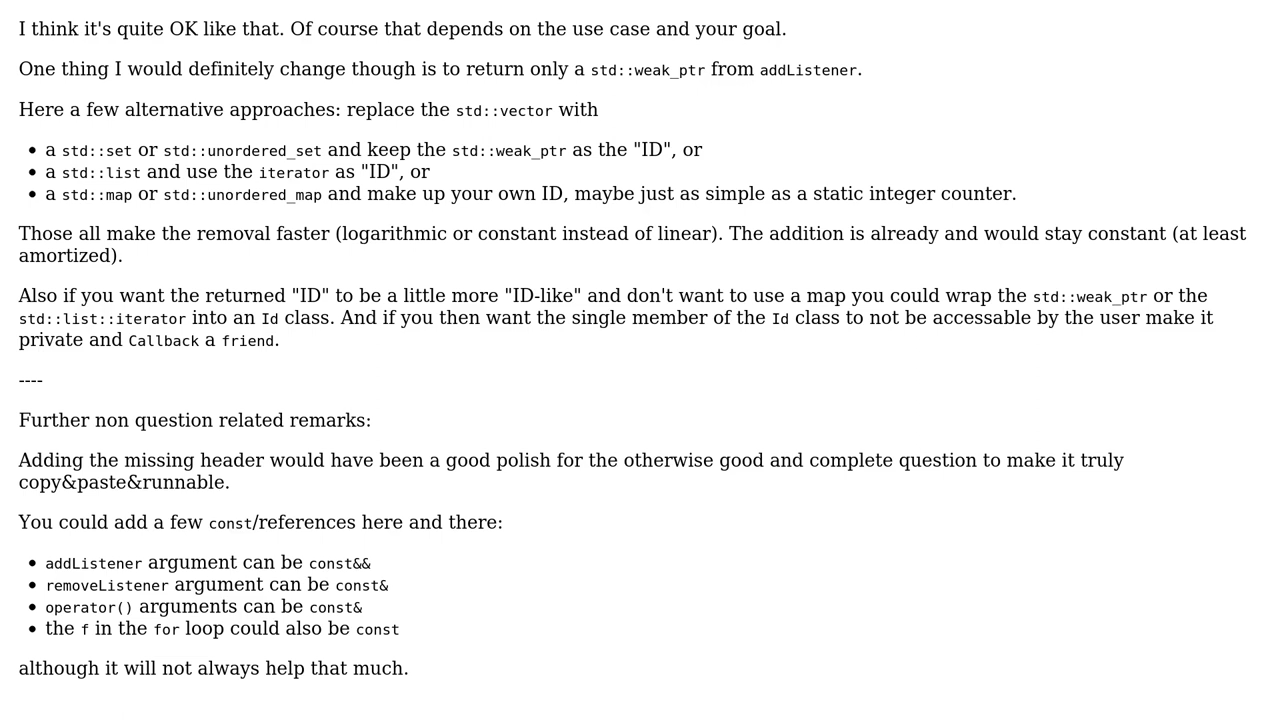 I think it's quite OK like that. Of course that depends on the use case and your goal.
One thing I would definitely change though is to return only a std::weak_ptr from addListener.
Here a few alternative approaches: replace the std::vector with
• a std::set or std::unordered_set and keep the std::weak_ptr as the "ID", or
• a std::list and use the iterator as "ID", or
• a std::map or std::unordered_map and make up your own ID, maybe just as simple as a static integer counter.
Those all make the removal faster (logarithmic or constant instead of linear). The addition is already and would stay constant (at least
amortized).
Also if you want the returned "ID" to be a little more "ID-like" and don't want to use a map you could wrap the std::weak_ptr or the
std::list::iterator into an Id class. And if you then want the single member of the Id class to not be accessable by the user make it
private and Callback a friend.
----
Further non question related remarks:
Adding the missing header would have been a good polish for the otherwise good and complete question to make it truly
copy&paste&runnable.
You could add a few const/references here and there:
• addListener argument can be const&&
• removeListener argument can be const&
• operator() arguments can be const&
• the f in the for loop could also be const
although it will not always help that much.